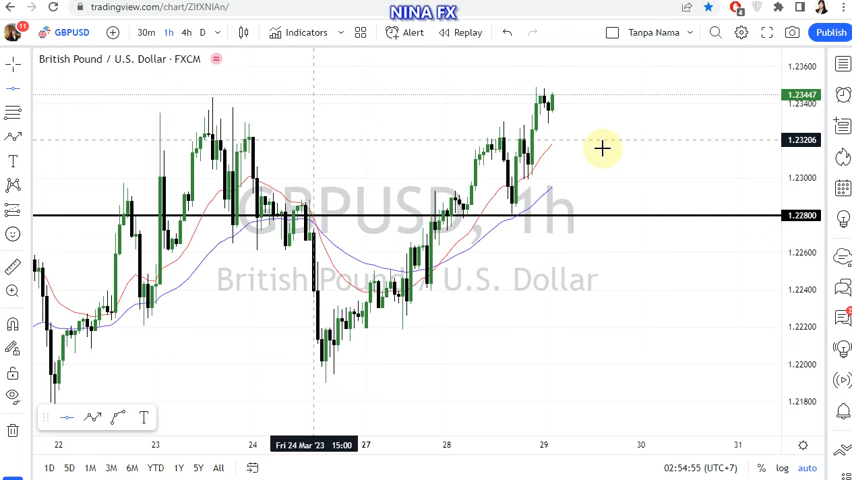 NINA FX
tradingview.com/chart/ZIfXNIAn/
11 GBPUSD 30m 1h 4h D Indicators Alert Replay Tanpa Nama Publish
British Pound / U.S. Dollar · FXCM
1.23600
1.23447
1.23400
1.23206
1.23000
1.22800
1.22600
1.22400
1.22200
1.22000
1.21800
GBPUSD, 1h
British Pound / U.S. Dollar
22 23 24 Fri 24 Mar '23 15:00 27 28 29 30 31
1D 5D 1M 3M 6M YTD 1Y 5Y All 02:54:55 (UTC+7) % log auto